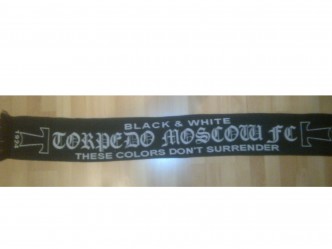 BLACK & WHITE
TORPEDO MOSCOW FC
THESE COLORS DON'T SURRENDER